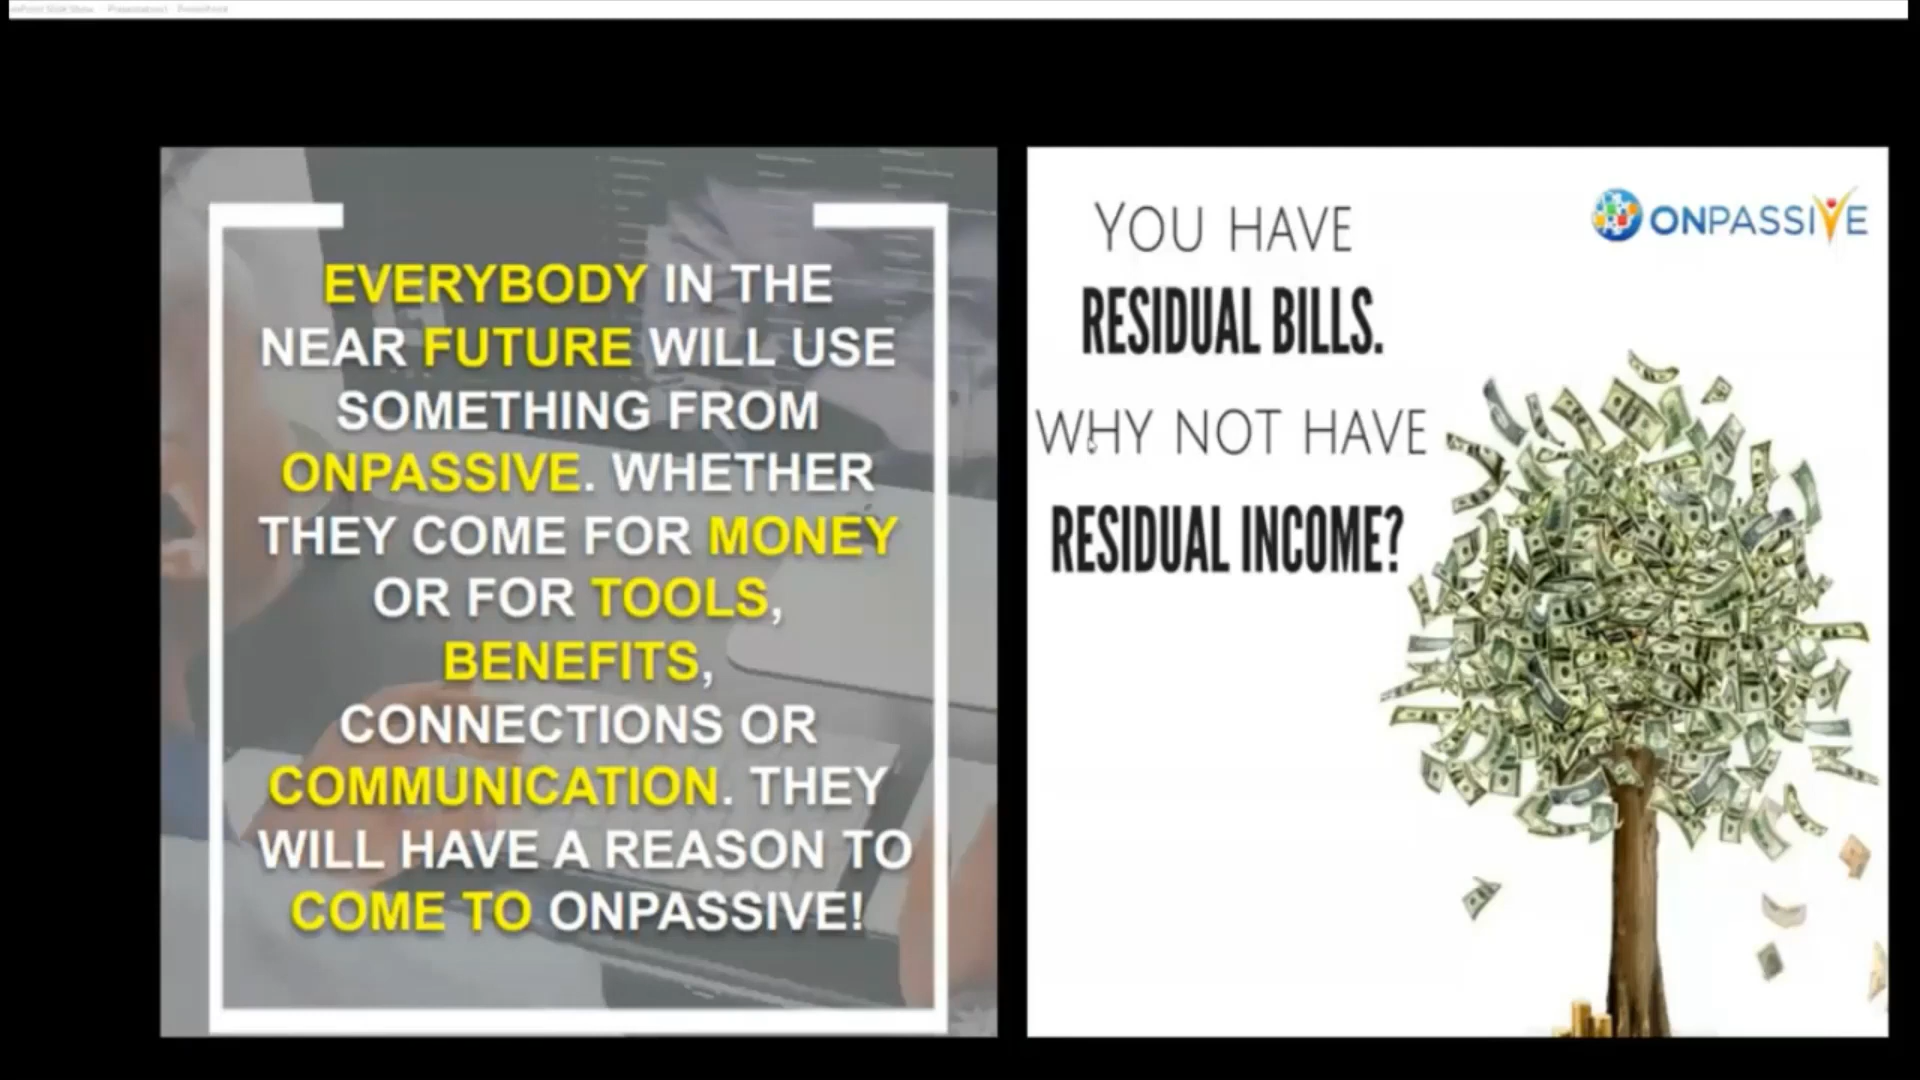 EVERYBODY IN THE
NEAR FUTURE WILL USE
SOMETHING FROM
ONPASSIVE. WHETHER
THEY COME FOR MONEY
OR FOR TOOLS,
BENEFITS,
CONNECTIONS OR
COMMUNICATION. THEY
WILL HAVE A REASON TO
COME TO ONPASSIVE!
ONPASSIVE
YOU HAVE
RESIDUAL BILLS.
WHY NOT HAVE
RESIDUAL INCOME?